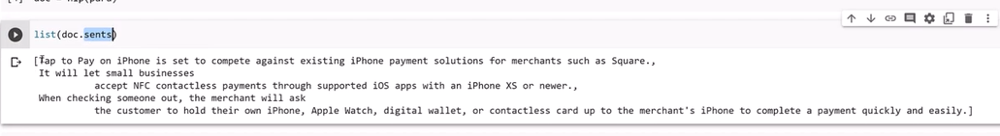 list(doc.sents)
[Tap to Pay on iPhone is set to compete against existing iPhone payment solutions for merchants such as Square.,
It will let small businesses
accept NFC contactless payments through supported iOS apps with an iPhone XS or newer.,
When checking someone out, the merchant will ask
the customer to hold their own iPhone, Apple Watch, digital wallet, or contactless card up to the merchant's iPhone to complete a payment quickly and easily.]